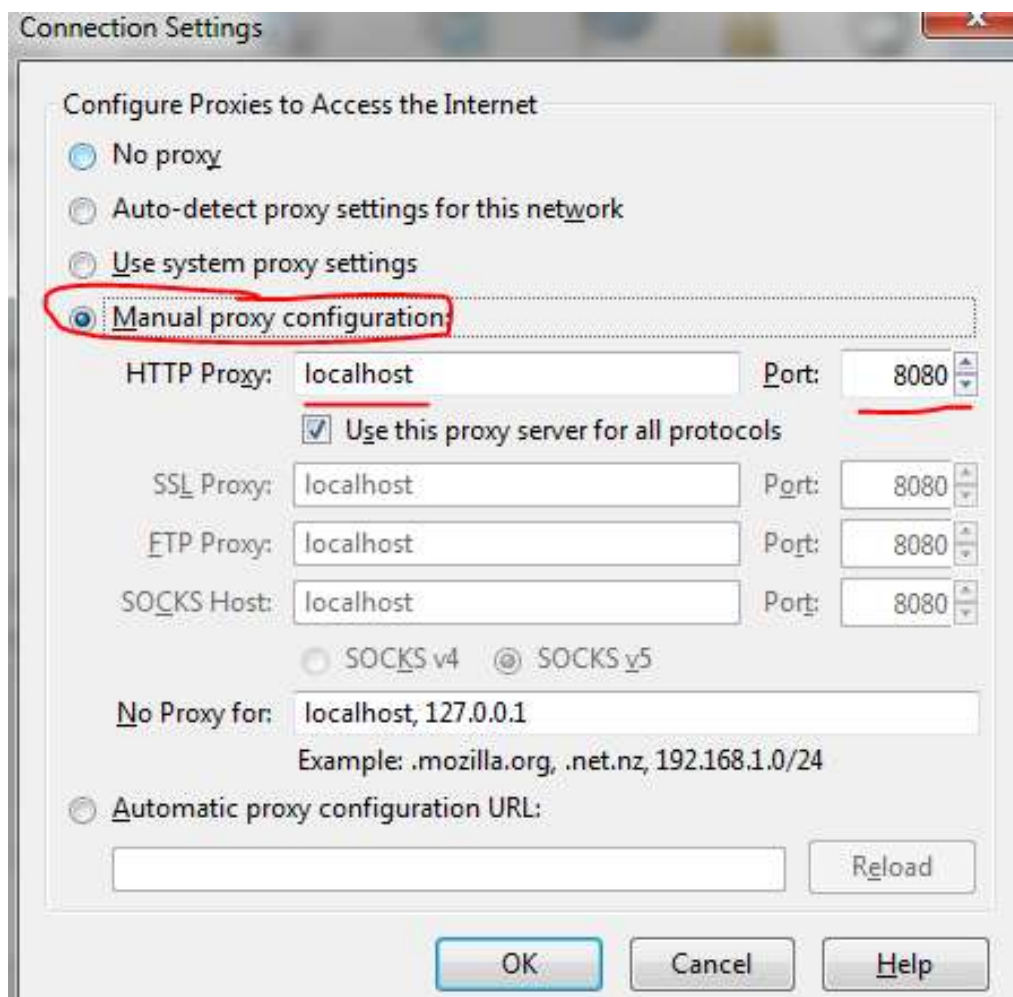 Connection Settings
Configure Proxies to Access the Internet
No proxy
Auto-detect proxy settings for this network
Use system proxy settings
Manual proxy configuration:
HTTP Proxy: localhost Port: 8080
Use this proxy server for all protocols
SSL Proxy: localhost Port: 8080
FTP Proxy: localhost Port: 8080
SOCKS Host: localhost Port: 8080
SOCKS v4 SOCKS v5
No Proxy for: localhost, 127.0.0.1
Example: .mozilla.org, .net.nz, 192.168.1.0/24
Automatic proxy configuration URL:
Reload
OK Cancel Help